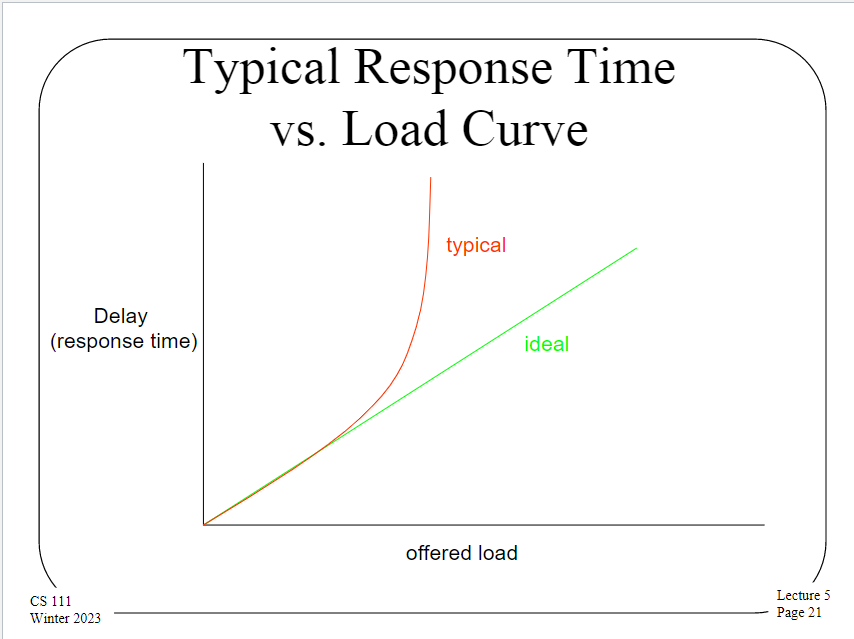 Typical Response Time
vs. Load Curve
typical
Delay
(response time)
ideal
offered load
CS 111
Winter 2023
Lecture 5
Page 21